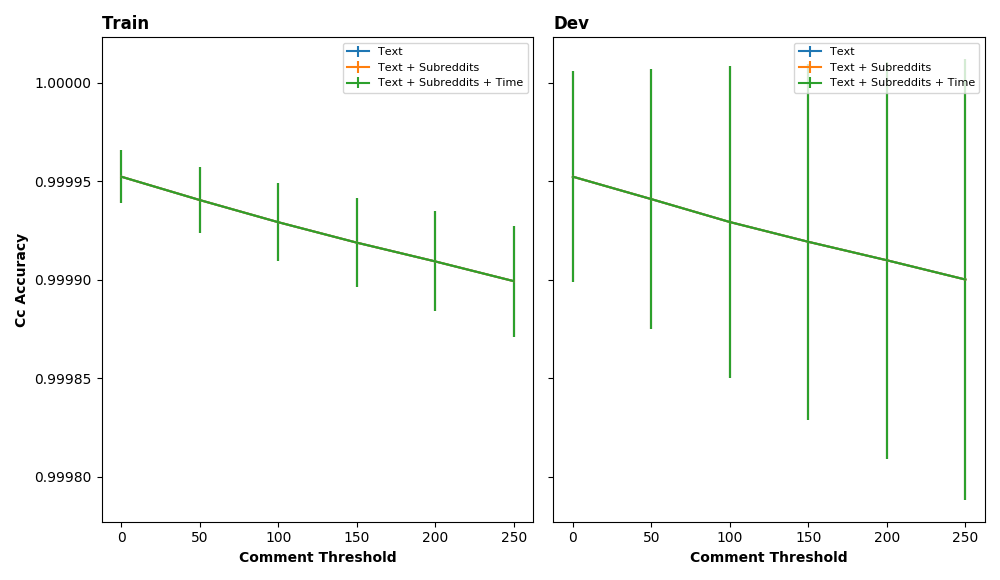 Train
Dev
Text
Text + Subreddits
Text + Subreddits + Time
Text
Text + Subreddits
Text + Subreddits + Time
1.00000
0.99995
0.99990
0.99985
0.99980
Cc Accuracy
0 50 100 150 200 250
0 50 100 150 200 250
Comment Threshold
Comment Threshold